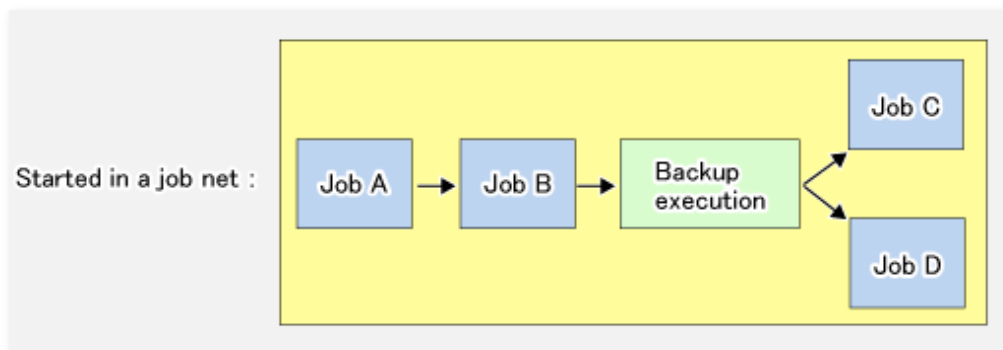 Started in a job net :
Job A
Job B
Backup
execution
Job C
Job D